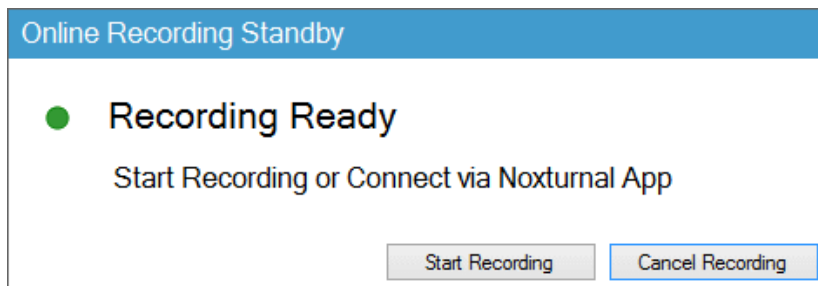 Online Recording Standby
Recording Ready
Start Recording or Connect via Noxturnal App
Start Recording
Cancel Recording